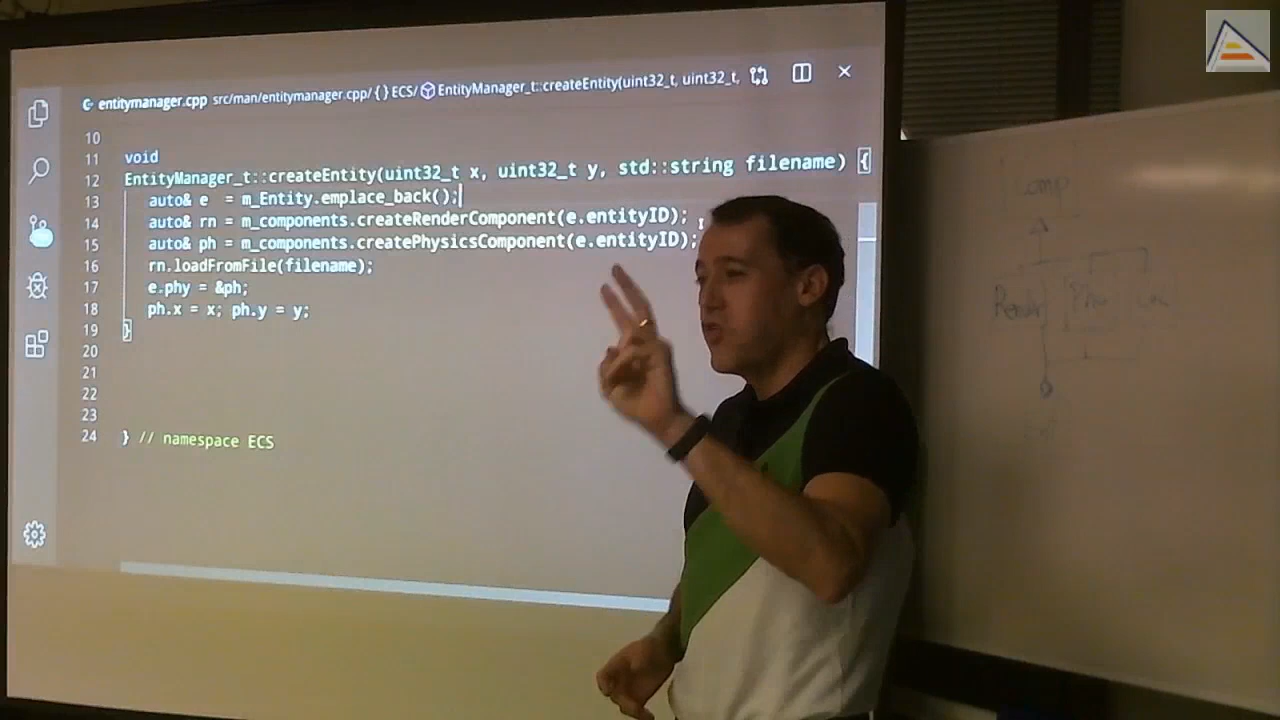 entitymanager.cpp src/man/entitymanager.cpp/ {} ECS/ EntityManager_t::createEntity(uint32_t, uint32_t,
10
11 void
12 EntityManager_t::createEntity(uint32_t x, uint32_t y, std::string filename) {
13 auto& e = m_Entity.emplace_back();
14 auto& rn = m_components.createRenderComponent(e.entityID);
15 auto& ph = m_components.createPhysicsComponent(e.entityID);
16 rn.loadFromFile(filename);
17 e.phy = &ph;
18 ph.x = x; ph.y = y;
19 }
20
21
22
23
24 } // namespace ECS
Comp
Render